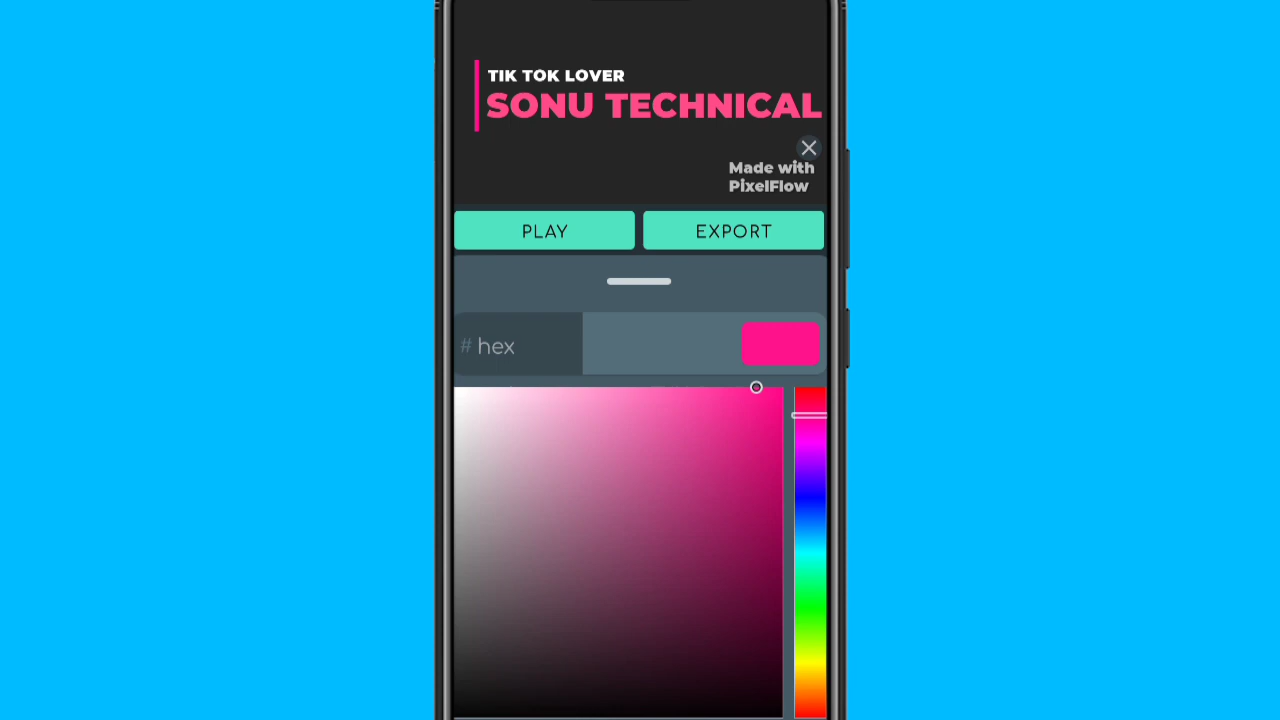 TIK TOK LOVER
SONU TECHNICAL
Made with
PixelFlow
PLAY
EXPORT
# hex